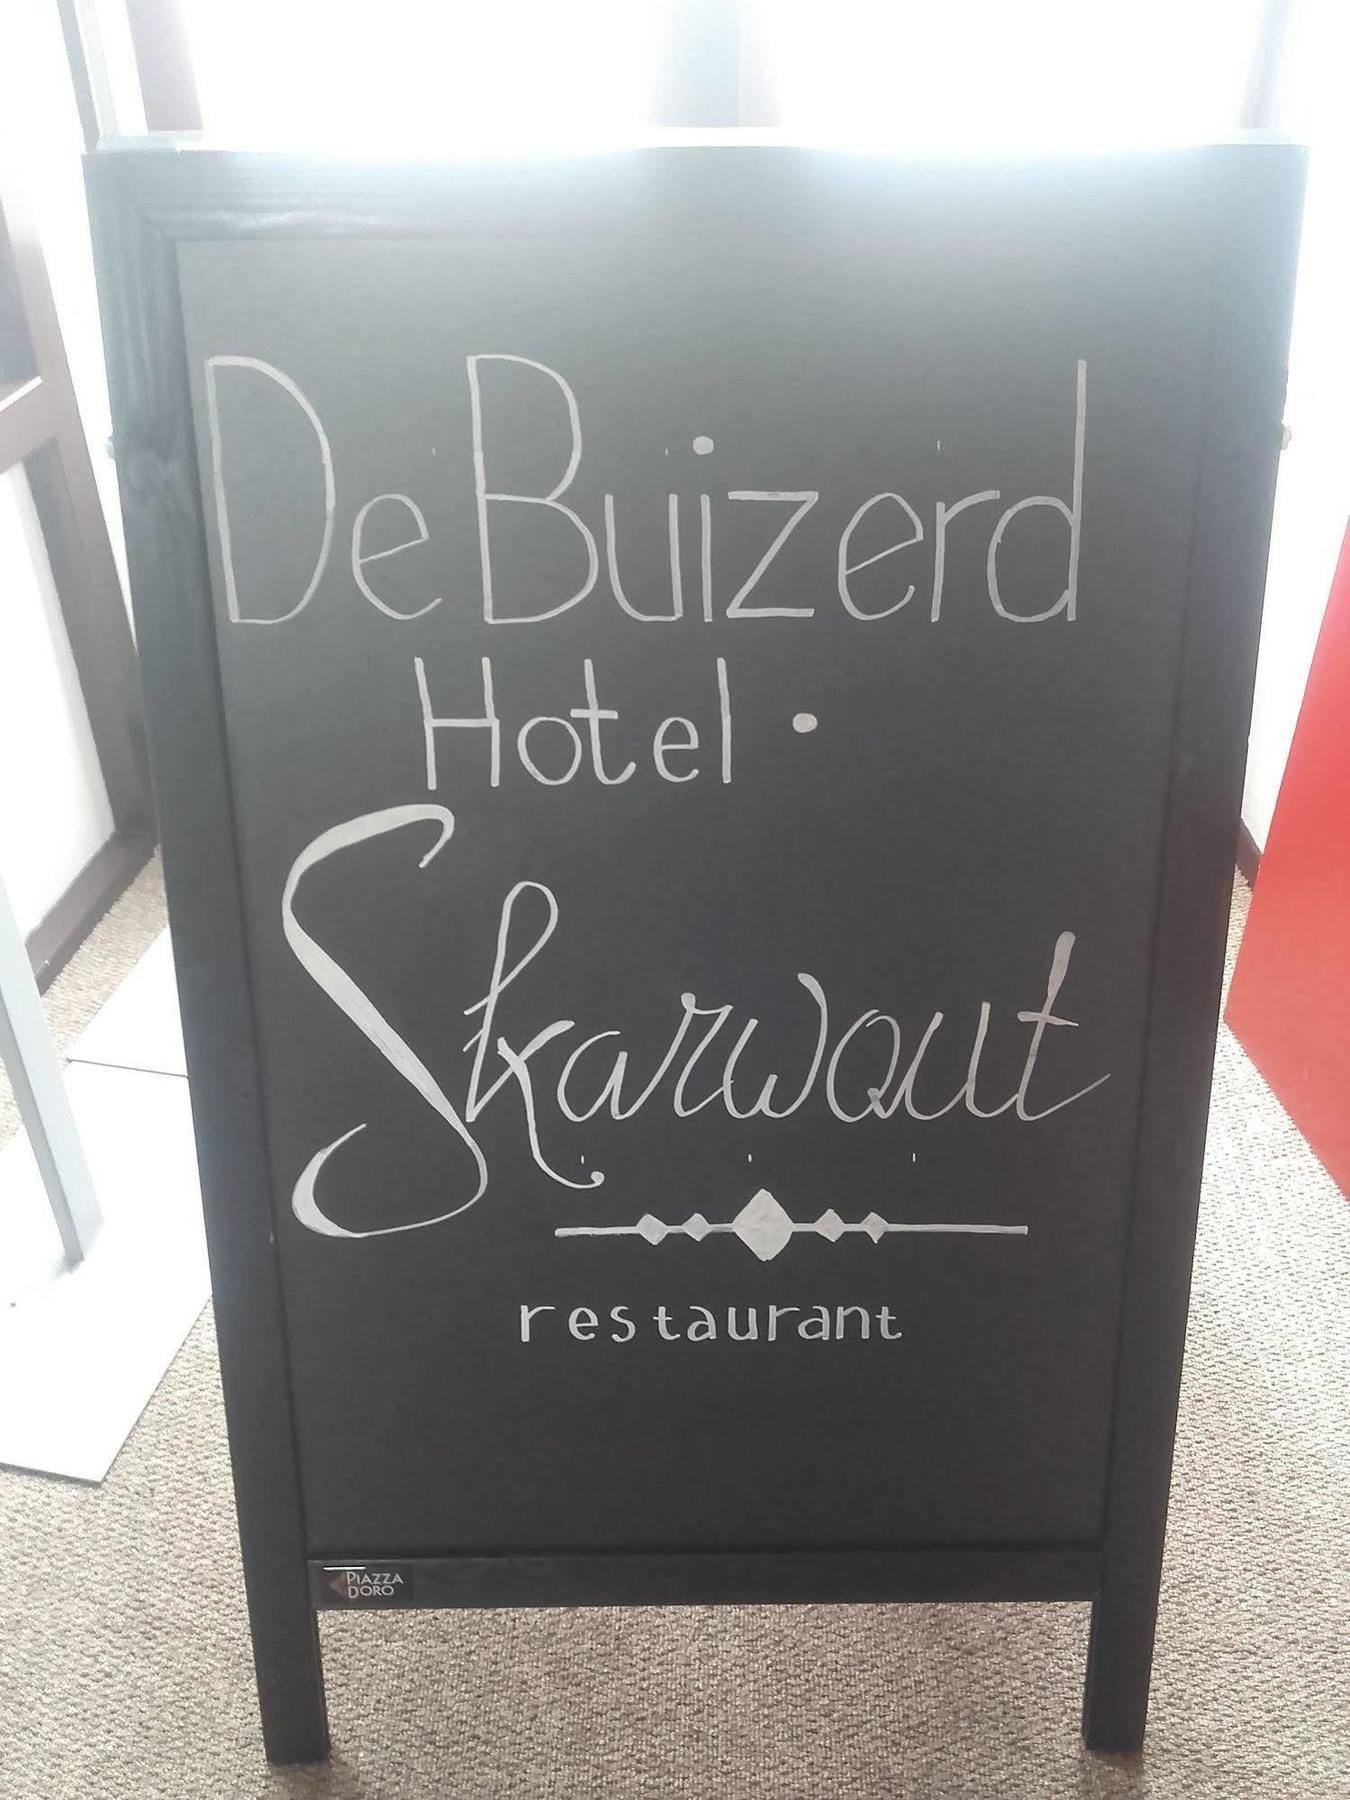 De Buizerd
Hotel •
Skarwout
restaurant
PIAZZA
D'ORO